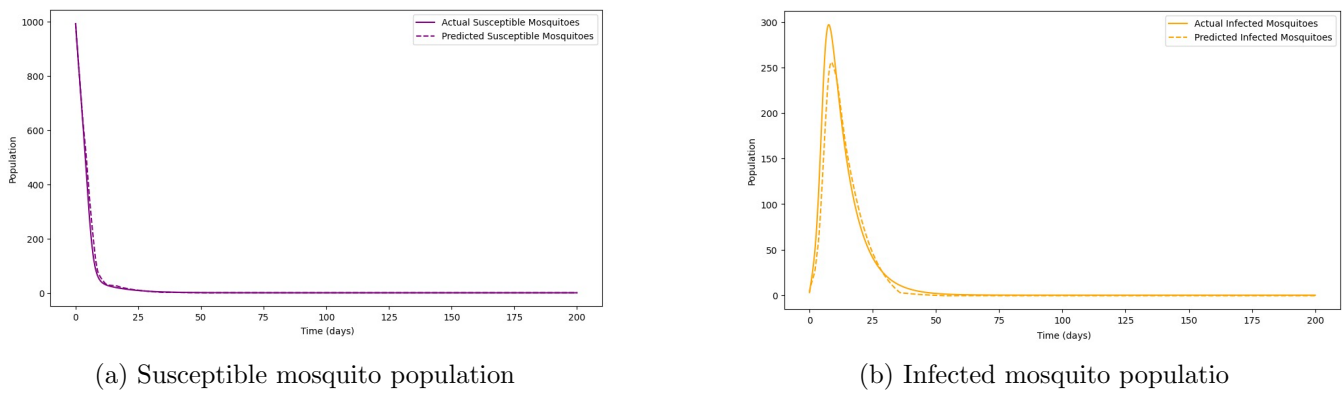 Actual Susceptible Mosquitoes
Predicted Susceptible Mosquitoes
1000
800
600
400
200
0
Population
0 25 50 75 100 125 150 175 200
Time (days)
(a) Susceptible mosquito population
Actual Infected Mosquitoes
Predicted Infected Mosquitoes
300
250
200
150
100
50
0
Population
0 25 50 75 100 125 150 175 200
Time (days)
(b) Infected mosquito populatio